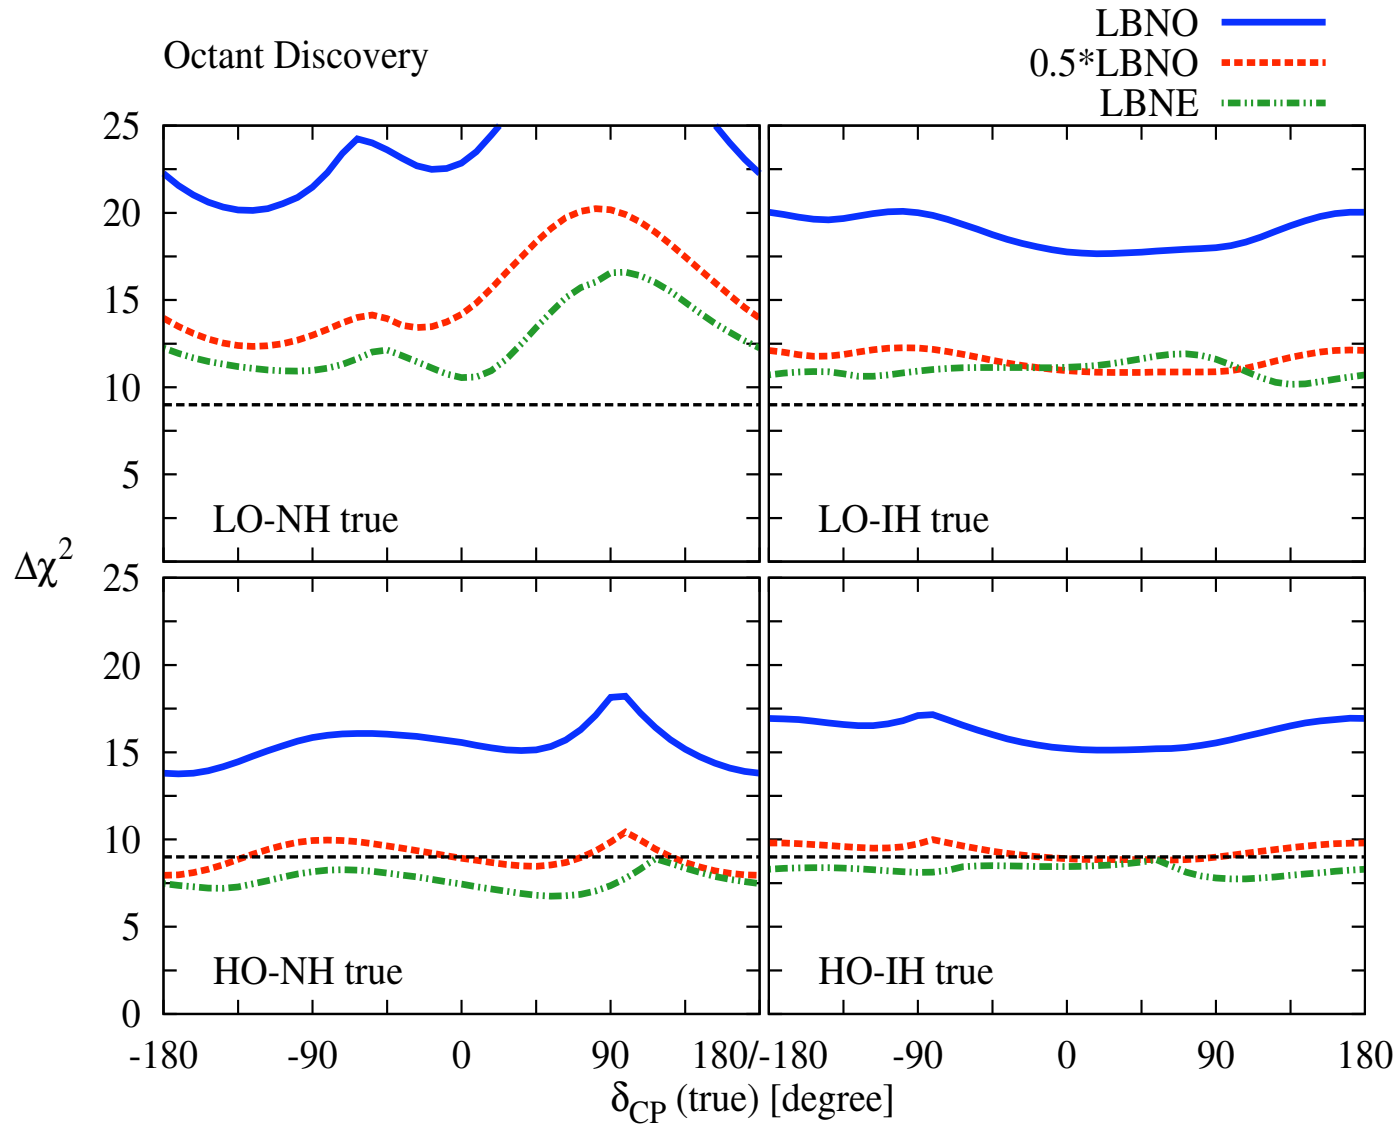 LBNO
Octant Discovery
0.5*LBNO
LBNE
25
20
15
10
5
LO-NH true
LO-IH true
Δχ²
25
20
15
10
5
0
HO-NH true
HO-IH true
-180 -90 0 90 180/-180 -90 0 90 180
δCP (true) [degree]